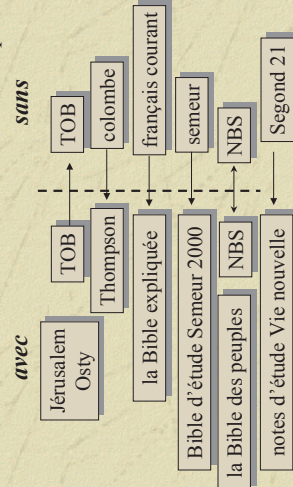 avec
sans
Jérusalem
Osty
TOB
TOB
Thompson
colombe
la Bible expliquée
français courant
Bible d'étude Semeur 2000
semeur
la Bible des peuples
NBS
NBS
notes d'étude Vie nouvelle
Segond 21